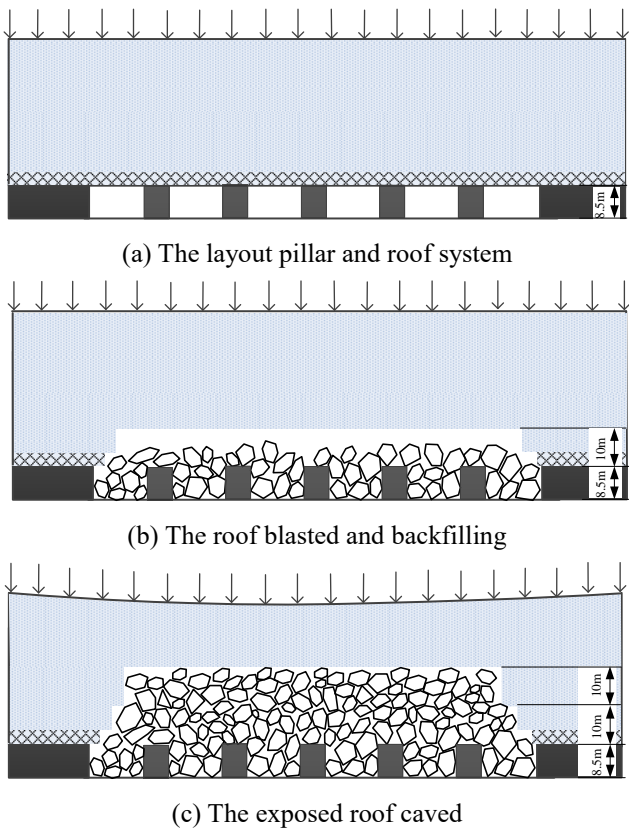 8.5m
(a) The layout pillar and roof system
10m
8.5m
(b) The roof blasted and backfilling
10m
10m
8.5m
(c) The exposed roof caved